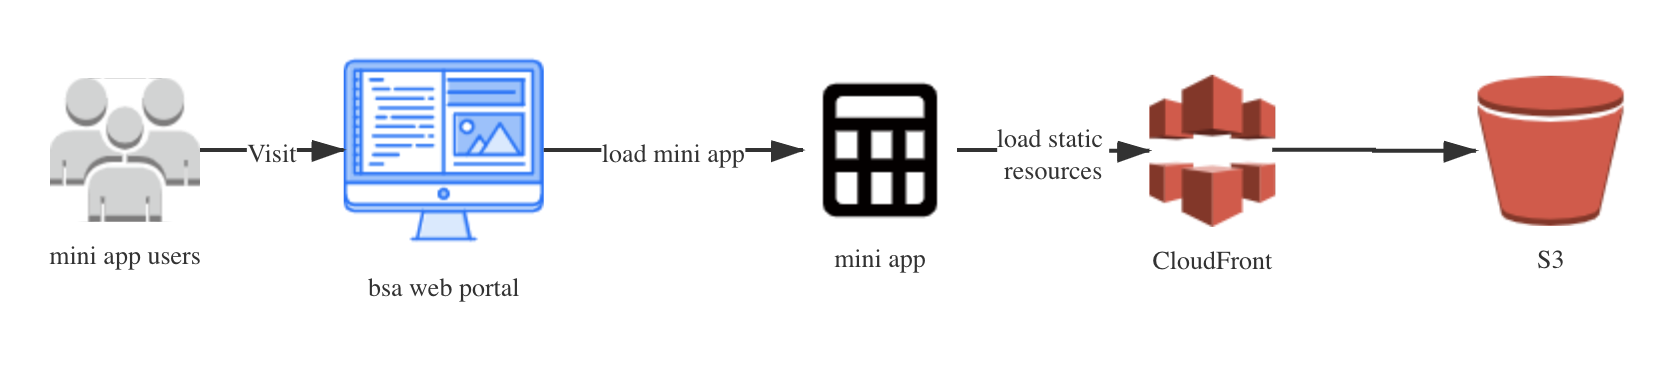 Visit
load mini app
load static
resources
mini app users
bsa web portal
mini app
CloudFront
S3